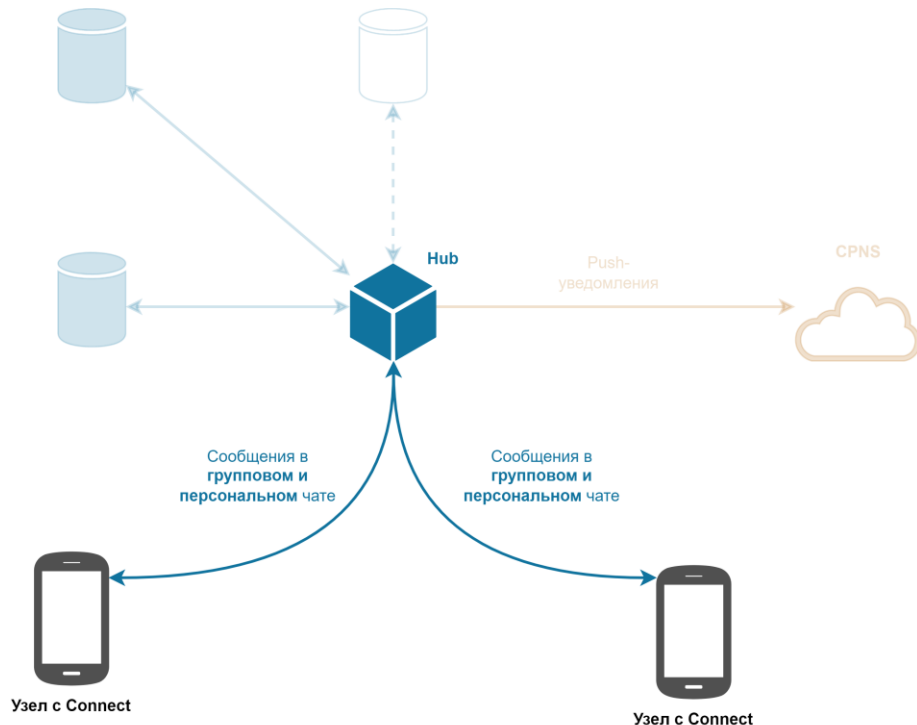 CPNS
Hub
Push-
уведомления
Сообщения в
групповом и
персональном чате
Сообщения в
групповом и
персональном чате
Узел с Connect
Узел с Connect